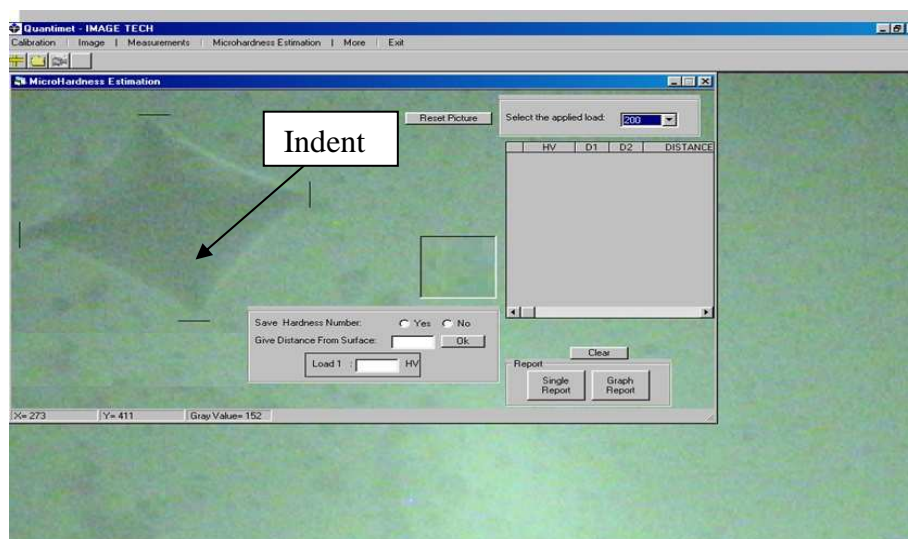 Quantimet - IMAGE TECH
Calibration | Image | Measurements | Microhardness Estimation | More | Exit
MicroHardness Estimation
Reset Picture
Select the applied load: 200
Indent
HV D1 D2 DISTANCE
Save Hardness Number: Yes No
Give Distance From Surface: Ok
Load 1 : HV
Clear
Report
Single Report
Graph Report
X= 273 Y= 411 Gray Value= 152